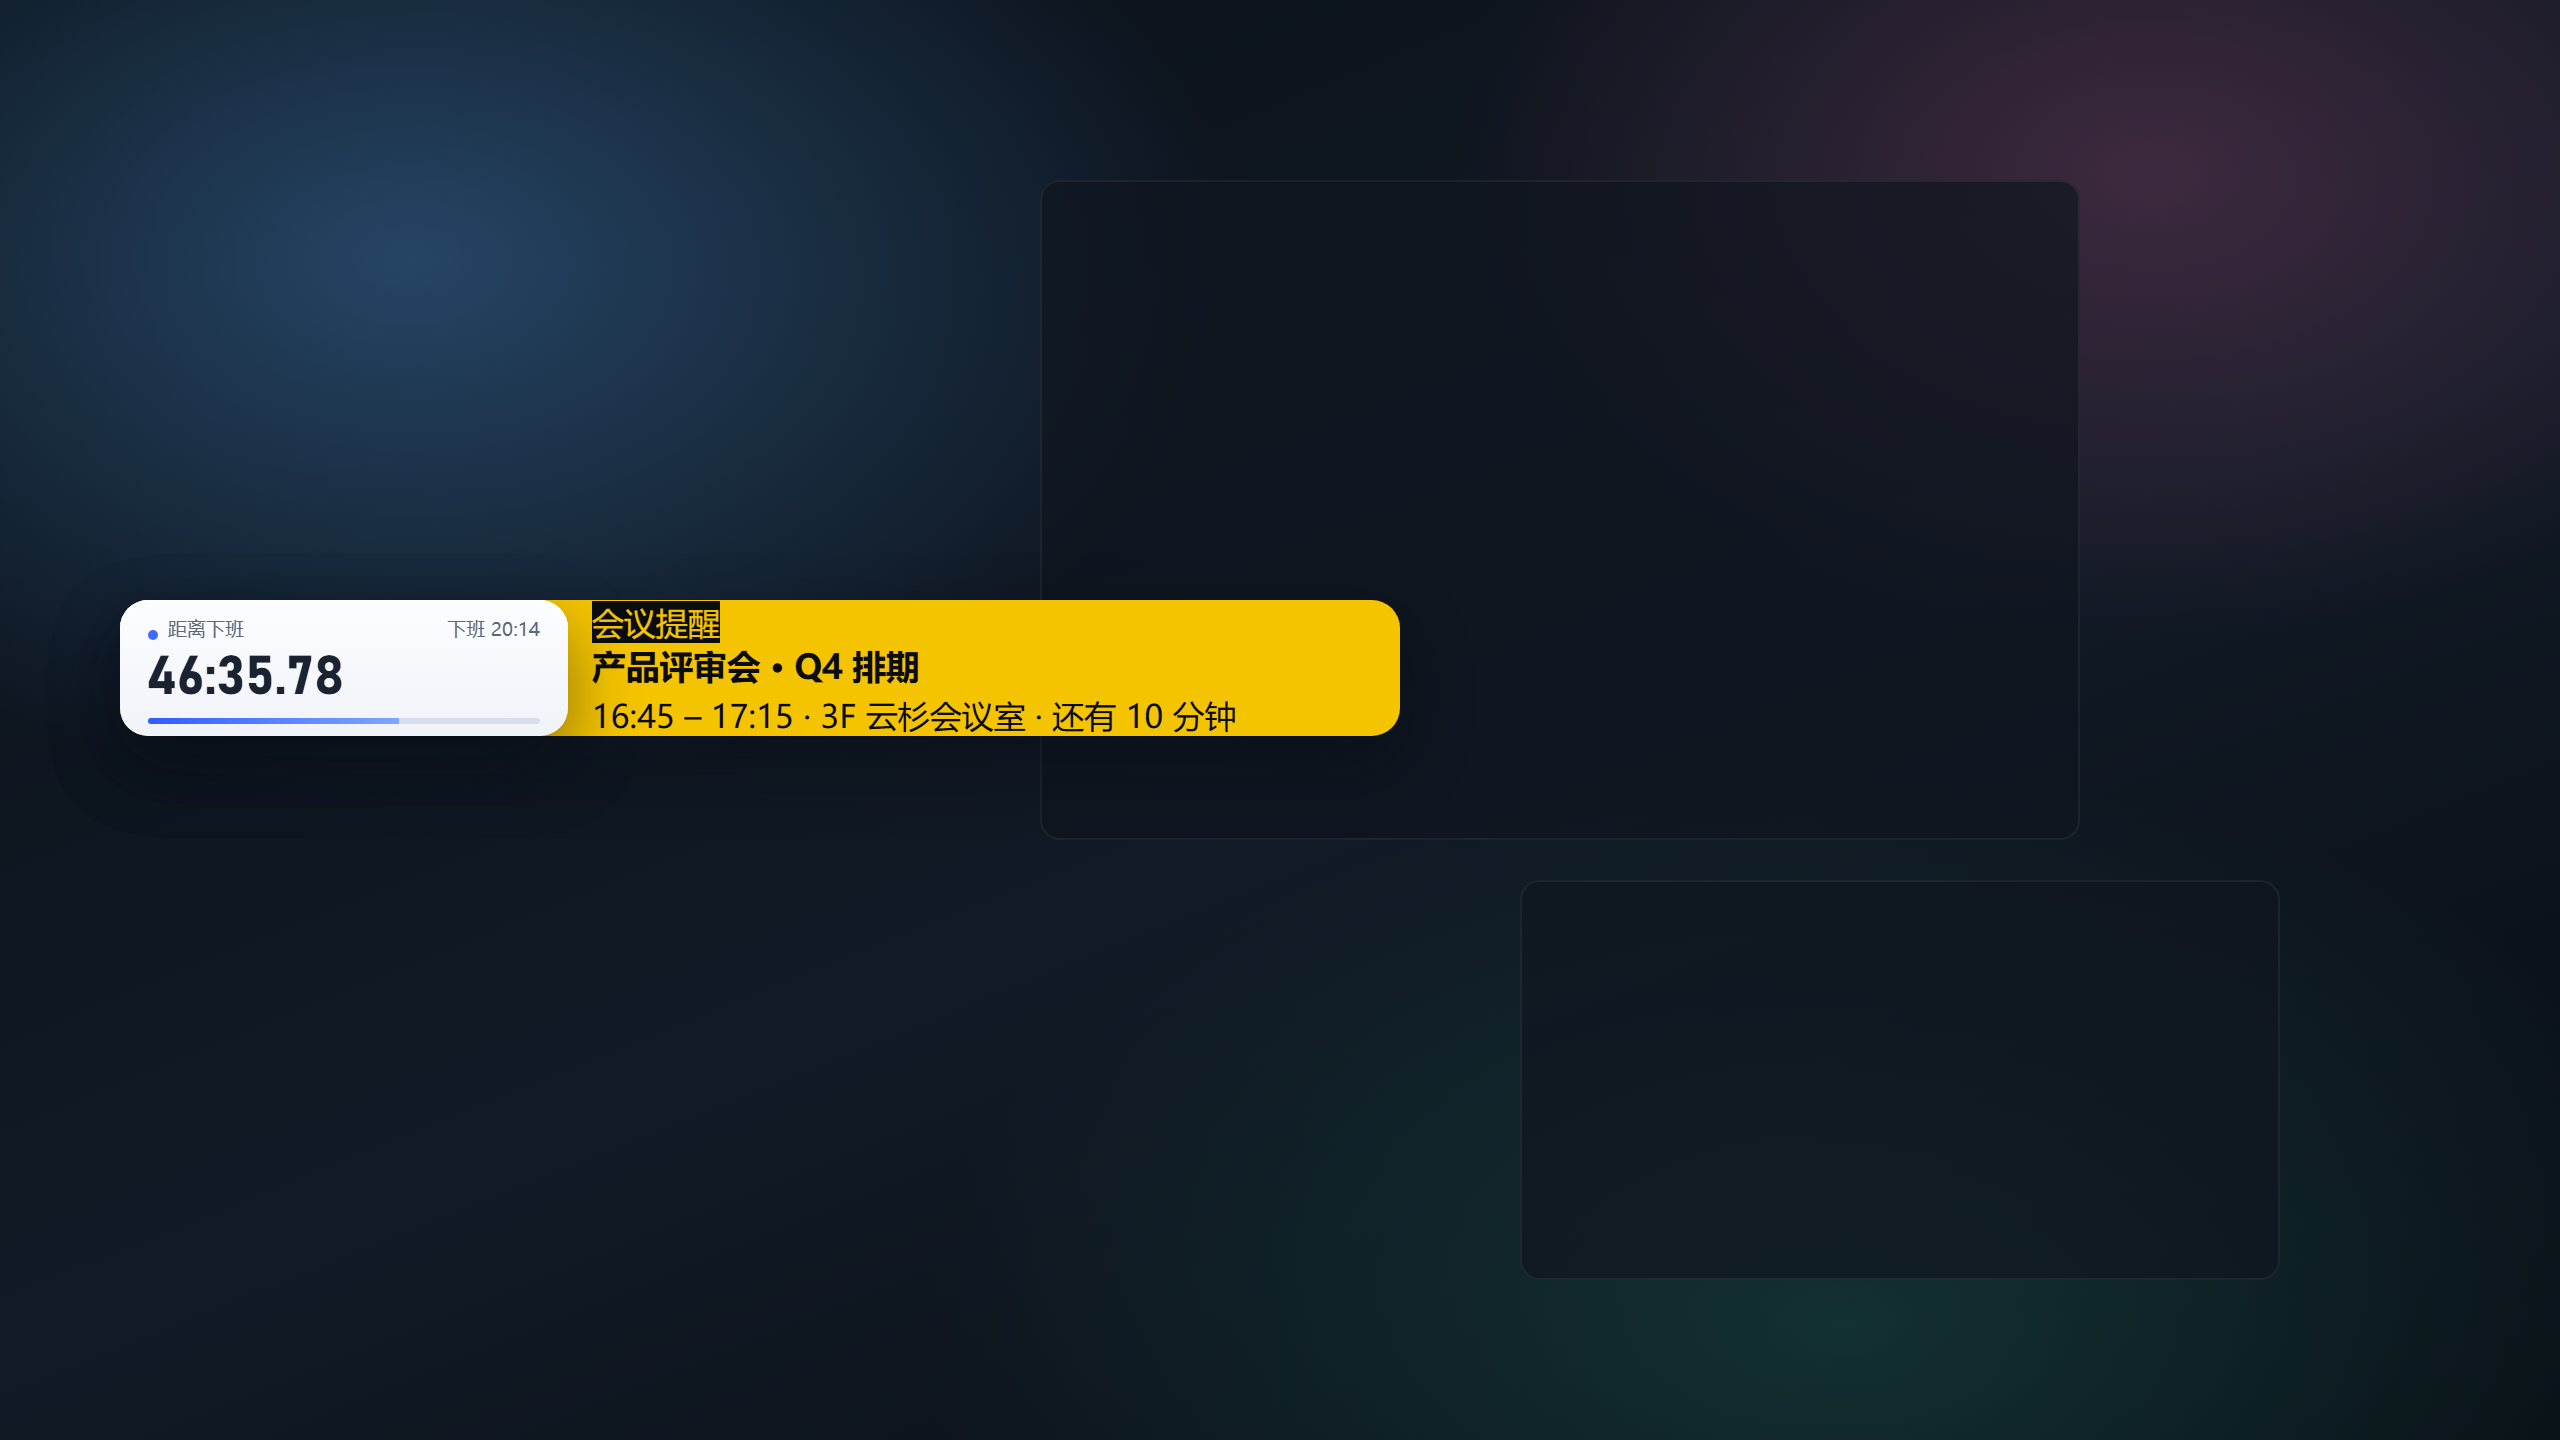 距离下班
下班 20:14
46:35.78
会议提醒
产品评审会 • Q4 排期
16:45 – 17:15 · 3F 云杉会议室 · 还有 10 分钟